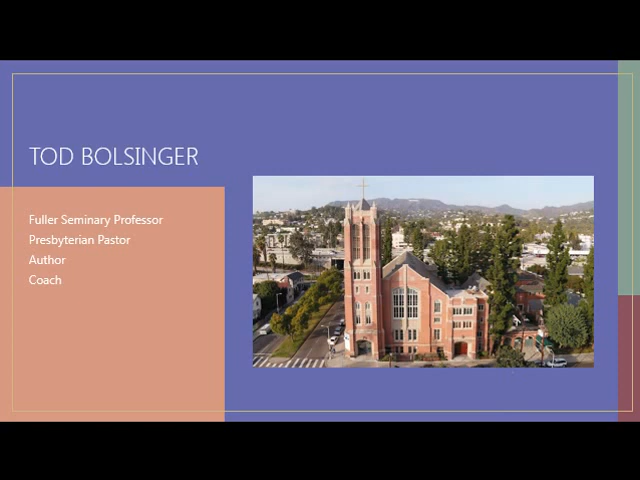 TOD BOLSINGER
Fuller Seminary Professor
Presbyterian Pastor
Author
Coach